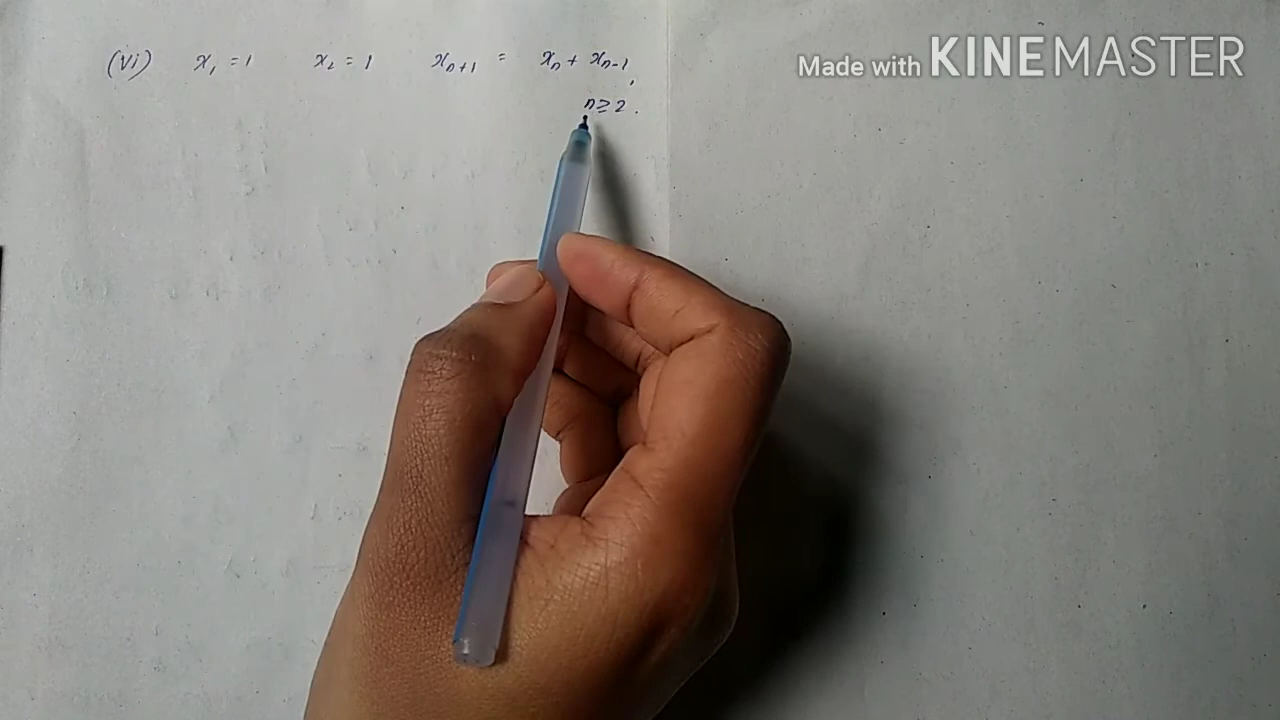 (vi) x₁ = 1 x₂ = 1 xₙ₊₁ = xₙ + xₙ₋₁,
n ≥ 2.
Made with KINEMASTER